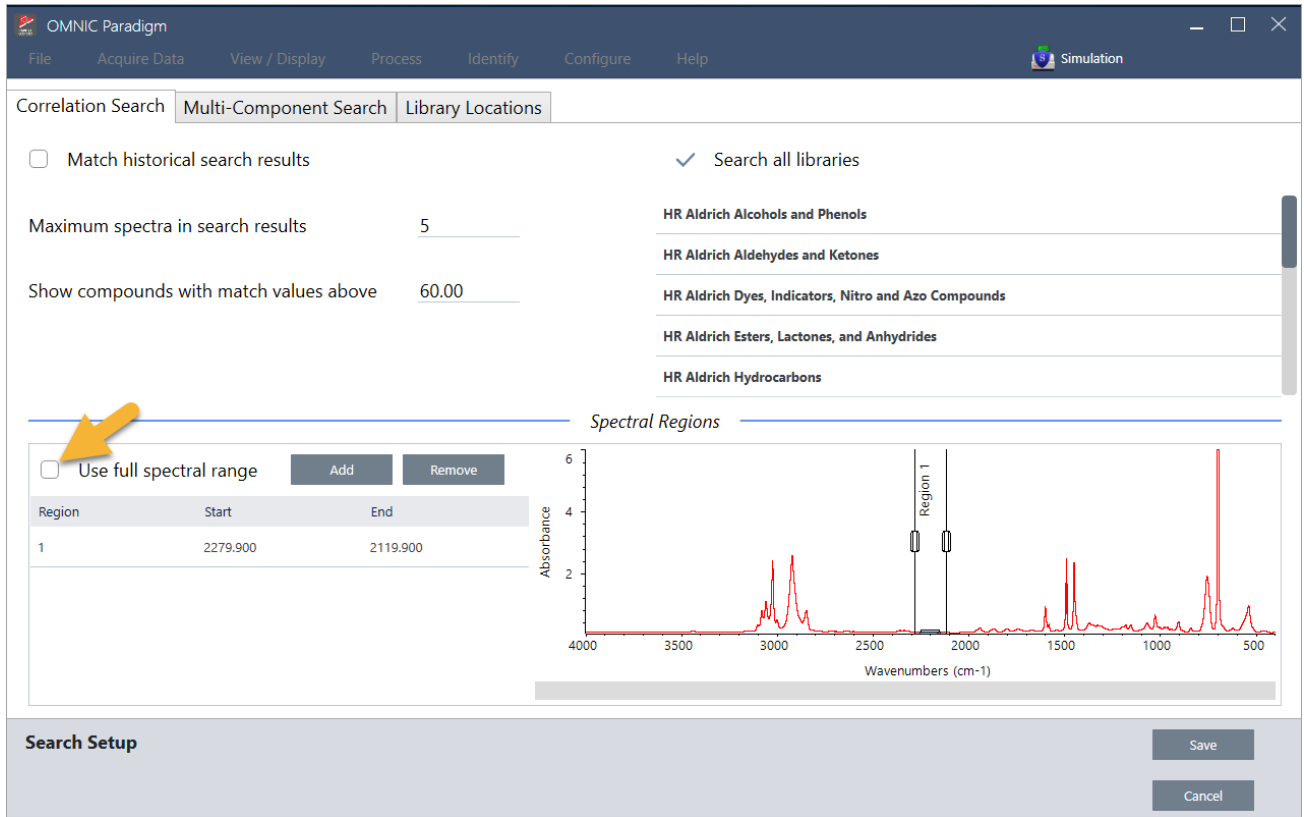 OMNIC Paradigm
File Acquire Data View / Display Process Identify Configure Help
S Simulation
Correlation Search Multi-Component Search Library Locations
Match historical search results
Search all libraries
Maximum spectra in search results 5
Show compounds with match values above 60.00
HR Aldrich Alcohols and Phenols
HR Aldrich Aldehydes and Ketones
HR Aldrich Dyes, Indicators, Nitro and Azo Compounds
HR Aldrich Esters, Lactones, and Anhydrides
HR Aldrich Hydrocarbons
Spectral Regions
Use full spectral range Add Remove
Region Start End
1 2279.900 2119.900
6
4
2
Absorbance
Region 1
4000 3500 3000 2500 2000 1500 1000 500
Wavenumbers (cm-1)
Search Setup
Save
Cancel